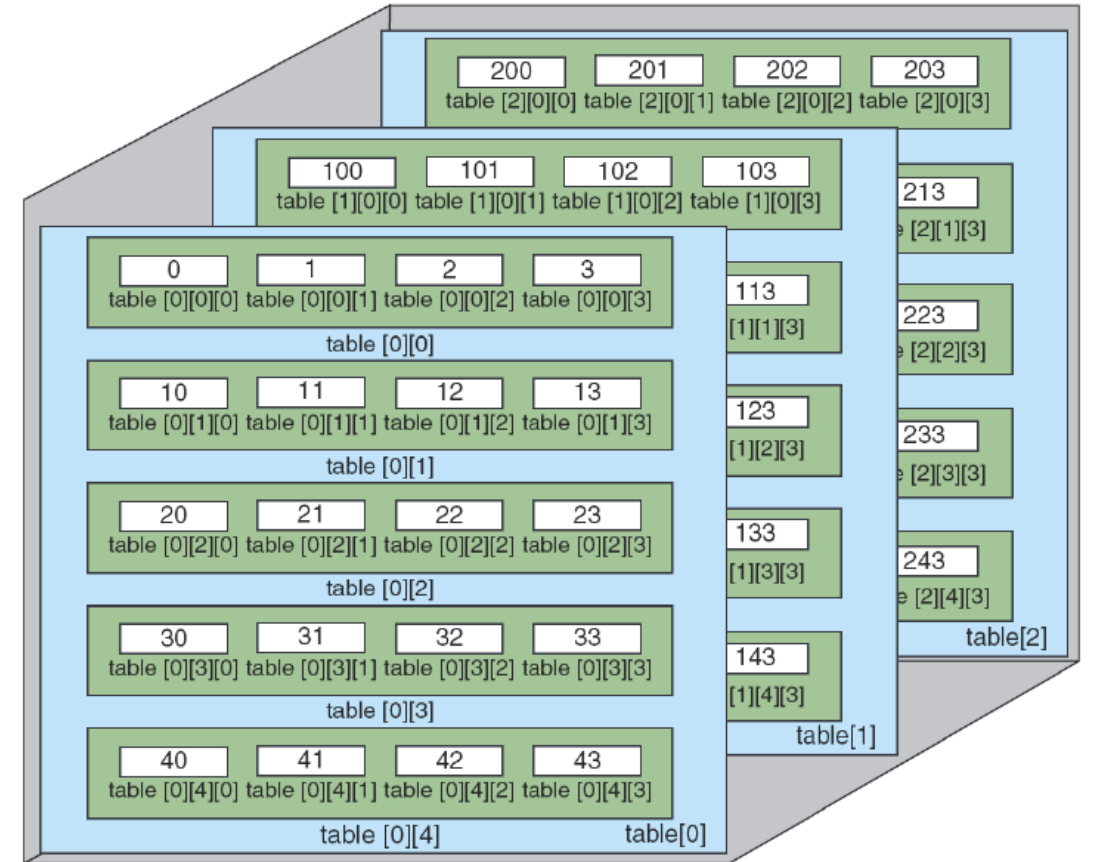 200 201 202 203
table [2][0][0] table [2][0][1] table [2][0][2] table [2][0][3]
100 101 102 103
table [1][0][0] table [1][0][1] table [1][0][2] table [1][0][3]
213
[2][1][3]
0 1 2 3
table [0][0][0] table [0][0][1] table [0][0][2] table [0][0][3]
table [0][0]
113
[1][1][3]
223
[2][2][3]
10 11 12 13
table [0][1][0] table [0][1][1] table [0][1][2] table [0][1][3]
table [0][1]
123
[1][2][3]
233
[2][3][3]
20 21 22 23
table [0][2][0] table [0][2][1] table [0][2][2] table [0][2][3]
table [0][2]
133
[1][3][3]
243
[2][4][3]
table[2]
30 31 32 33
table [0][3][0] table [0][3][1] table [0][3][2] table [0][3][3]
table [0][3]
143
[1][4][3]
table[1]
40 41 42 43
table [0][4][0] table [0][4][1] table [0][4][2] table [0][4][3]
table [0][4] table[0]